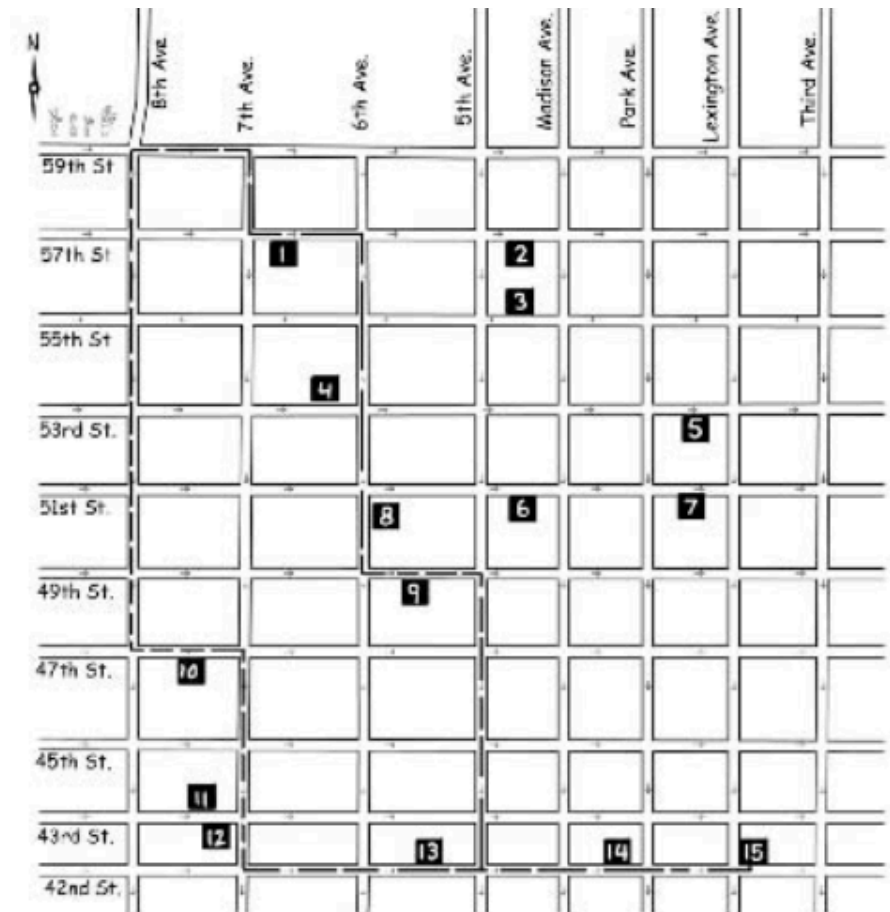 N
8th Ave.
7th Ave.
6th Ave.
5th Ave.
Madison Ave.
Park Ave.
Lexington Ave.
Third Ave.
59th St
57th St
1
2
3
55th St
4
53rd St.
5
51st St.
8
6
7
49th St.
9
47th St.
10
45th St.
11
43rd St.
12
13
14
15
42nd St.